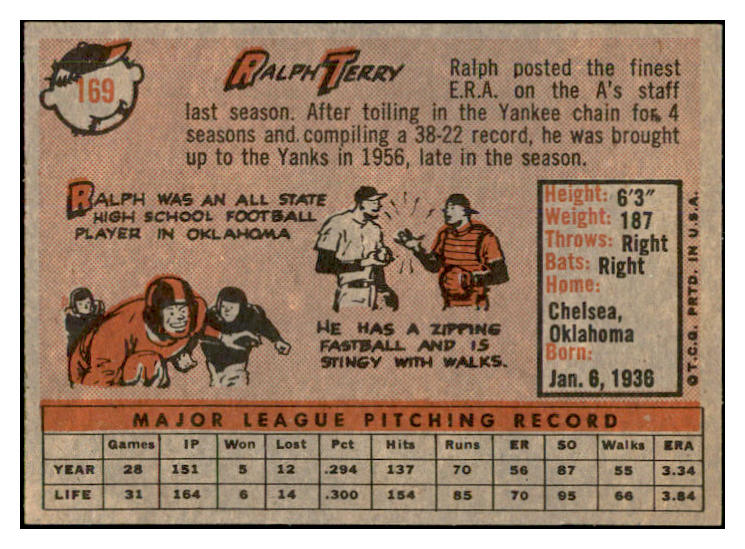 169
RALPH TERRY
Ralph posted the finest
E.R.A. on the A's staff
last season. After toiling in the Yankee chain for 4
seasons and compiling a 38-22 record, he was brought
up to the Yanks in 1956, late in the season.
RALPH WAS AN ALL STATE
HIGH SCHOOL FOOTBALL
PLAYER IN OKLAHOMA
HE HAS A ZIPPING
FASTBALL AND IS
STINGY WITH WALKS.
Height: 6'3"
Weight: 187
Throws: Right
Bats: Right
Home:
Chelsea,
Oklahoma
Born:
Jan. 6, 1936
©T.C.G. PRTD. IN U.S.A.
MAJOR LEAGUE PITCHING RECORD
Games IP Won Lost Pct Hits Runs ER SO Walks ERA
YEAR 28 151 5 12 .294 137 70 56 87 55 3.34
LIFE 31 164 6 14 .300 154 85 70 95 66 3.84